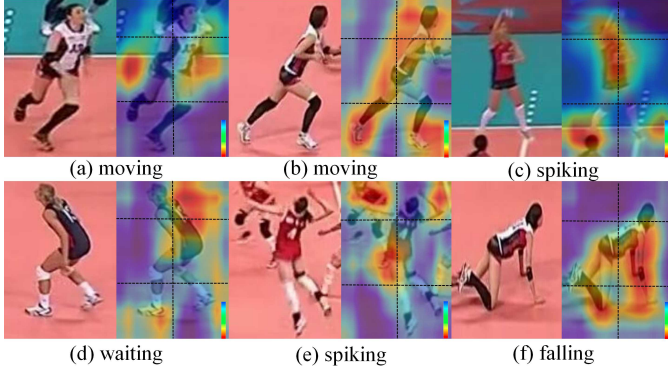 (a) moving
(b) moving
(c) spiking
(d) waiting
(e) spiking
(f) falling